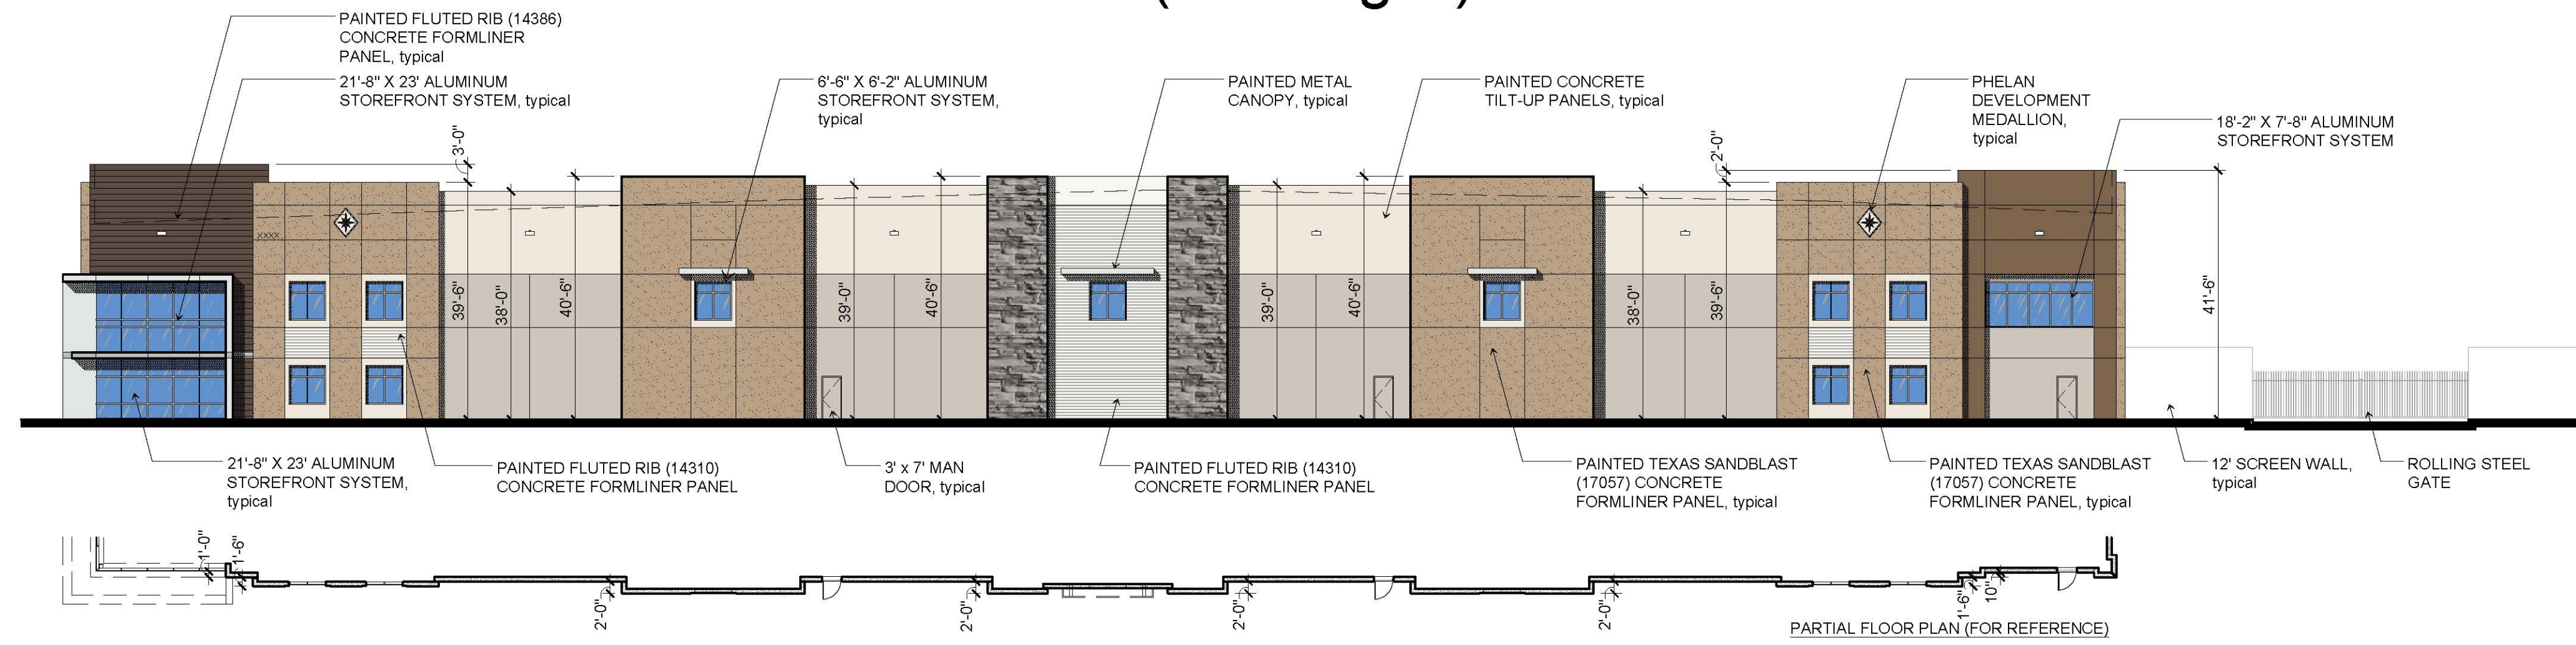 PAINTED FLUTED RIB (14386)
CONCRETE FORMLINER
PANEL, typical
21'-8" X 23' ALUMINUM
STOREFRONT SYSTEM, typical
6'-6" X 6'-2" ALUMINUM
STOREFRONT SYSTEM,
typical
PAINTED METAL
CANOPY, typical
PAINTED CONCRETE
TILT-UP PANELS, typical
PHELAN
DEVELOPMENT
MEDALLION,
typical
18'-2" X 7'-8" ALUMINUM
STOREFRONT SYSTEM
3'-0"
2'-0"
XXXX
39'-6"
38'-0"
40'-6"
39'-0"
40'-6"
39'-0"
40'-6"
38'-0"
39'-6"
41'-6"
21'-8" X 23' ALUMINUM
STOREFRONT SYSTEM,
typical
PAINTED FLUTED RIB (14310)
CONCRETE FORMLINER PANEL
3' x 7' MAN
DOOR, typical
PAINTED FLUTED RIB (14310)
CONCRETE FORMLINER PANEL
PAINTED TEXAS SANDBLAST
(17057) CONCRETE
FORMLINER PANEL, typical
PAINTED TEXAS SANDBLAST
(17057) CONCRETE
FORMLINER PANEL, typical
12' SCREEN WALL,
typical
ROLLING STEEL
GATE
1'-0"
1'-6"
2'-0"
2'-0"
2'-0"
2'-0"
1'-6"
10"
PARTIAL FLOOR PLAN (FOR REFERENCE)